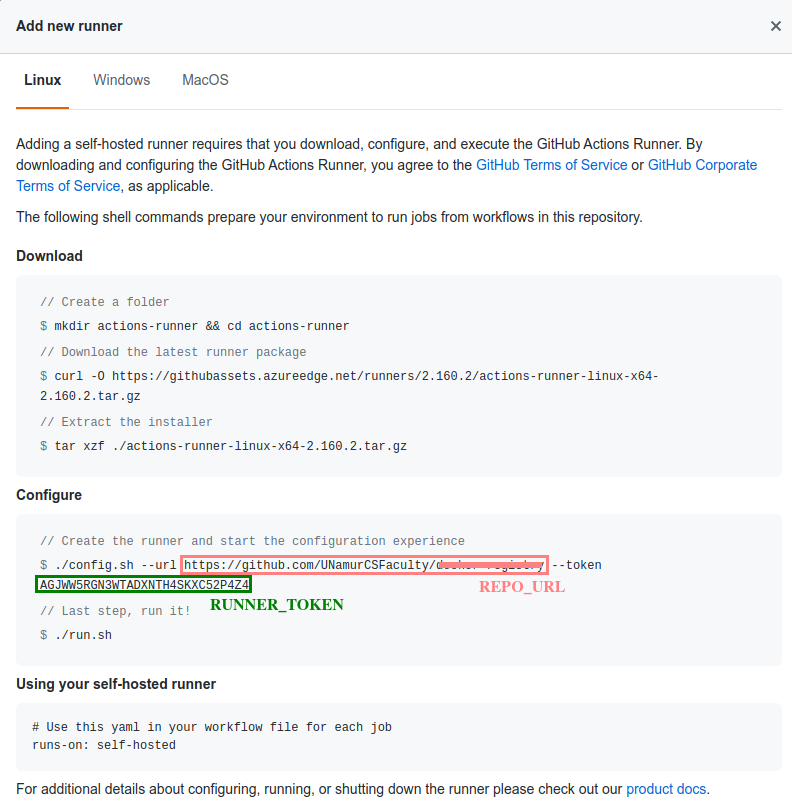 Add new runner
Linux Windows MacOS
Adding a self-hosted runner requires that you download, configure, and execute the GitHub Actions Runner. By
downloading and configuring the GitHub Actions Runner, you agree to the GitHub Terms of Service or GitHub Corporate
Terms of Service, as applicable.
The following shell commands prepare your environment to run jobs from workflows in this repository.
Download
// Create a folder
$ mkdir actions-runner && cd actions-runner
// Download the latest runner package
$ curl -O https://githubassets.azureedge.net/runners/2.160.2/actions-runner-linux-x64-
2.160.2.tar.gz
// Extract the installer
$ tar xzf ./actions-runner-linux-x64-2.160.2.tar.gz
Configure
// Create the runner and start the configuration experience
$ ./config.sh --url https://github.com/UNamurCSFaculty/ --token
AGJWW5RGN3WTADXNTH4SKXC52P4Z4
REPO_URL
RUNNER_TOKEN
// Last step, run it!
$ ./run.sh
Using your self-hosted runner
# Use this yaml in your workflow file for each job
runs-on: self-hosted
For additional details about configuring, running, or shutting down the runner please check out our product docs.